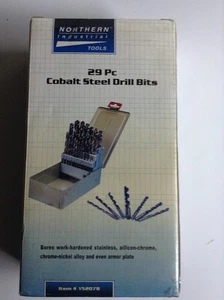 NORTHERN
Industrial
TOOLS
29 Pc
Cobalt Steel Drill Bits
Bores work-hardened stainless, silicon-chrome,
chrome-nickel alloy and even armor plate
Item #